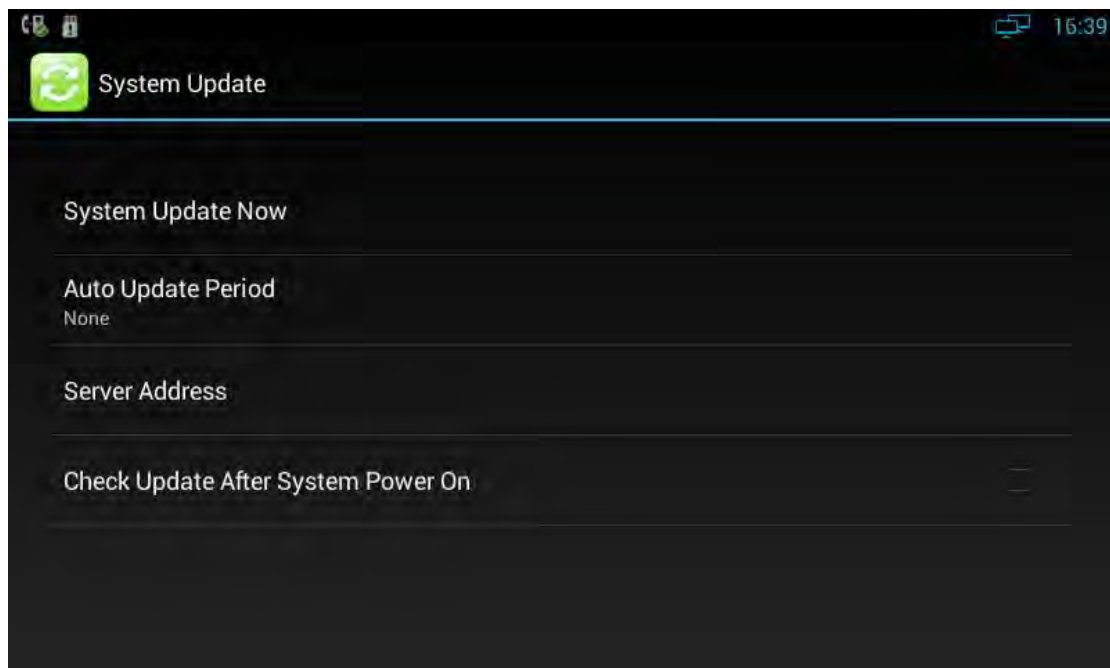 16:39
System Update
System Update Now
Auto Update Period
None
Server Address
Check Update After System Power On